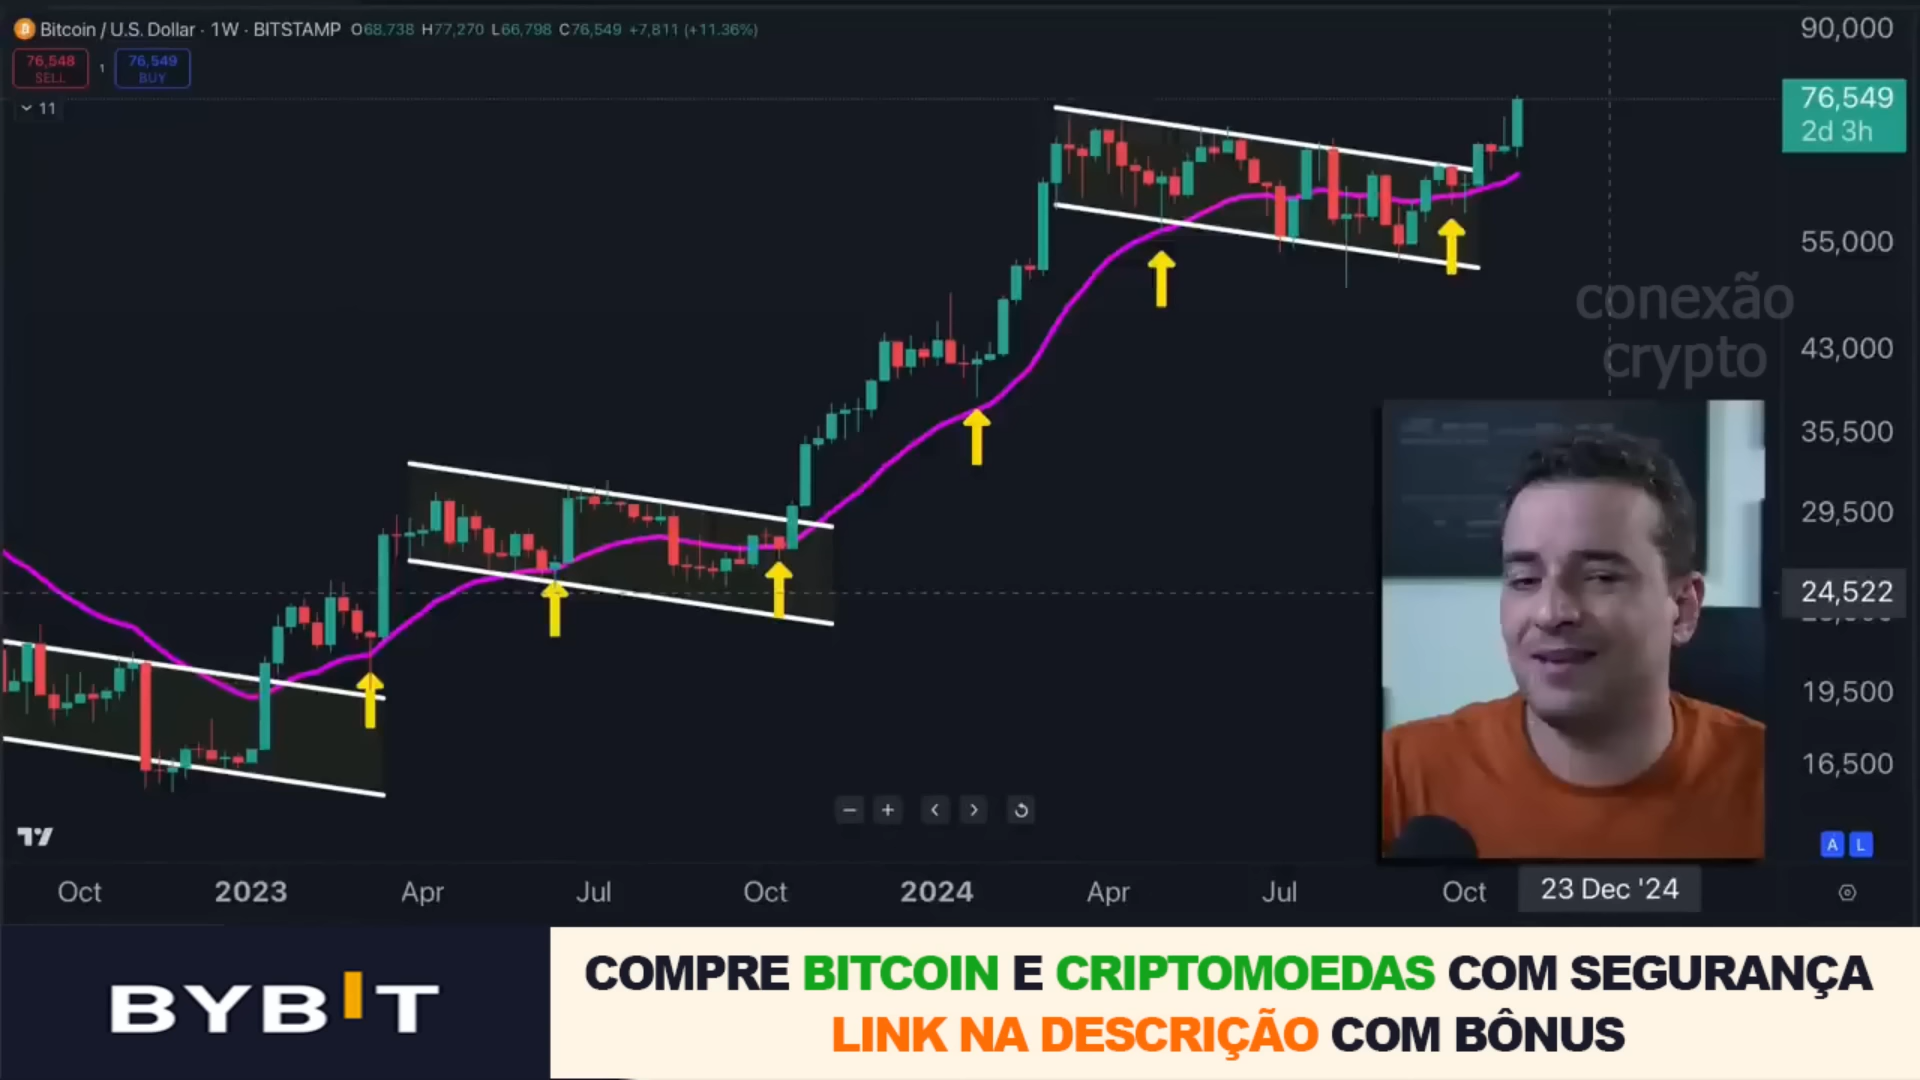 Bitcoin / U.S. Dollar · 1W · BITSTAMP O68,738 H77,270 L66,798 C76,549 +7,811 (+11.36%)
76,548
SELL
1
76,549
BUY
11
90,000
76,549
2d 3h
55,000
43,000
35,500
29,500
24,522
19,500
16,500
conexão
crypto
A L
Oct 2023 Apr Jul Oct 2024 Apr Jul Oct 23 Dec '24
BYBIT
COMPRE BITCOIN E CRIPTOMOEDAS COM SEGURANÇA
LINK NA DESCRIÇÃO COM BÔNUS